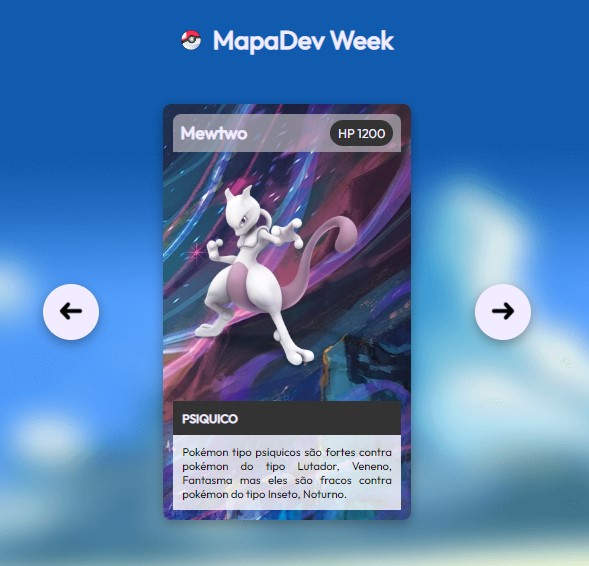 MapaDev Week
Mewtwo
HP 1200
PSIQUICO
Pokémon tipo psiquicos são fortes contra
pokémon do tipo Lutador, Veneno,
Fantasma mas eles são fracos contra
pokémon do tipo Inseto, Noturno.